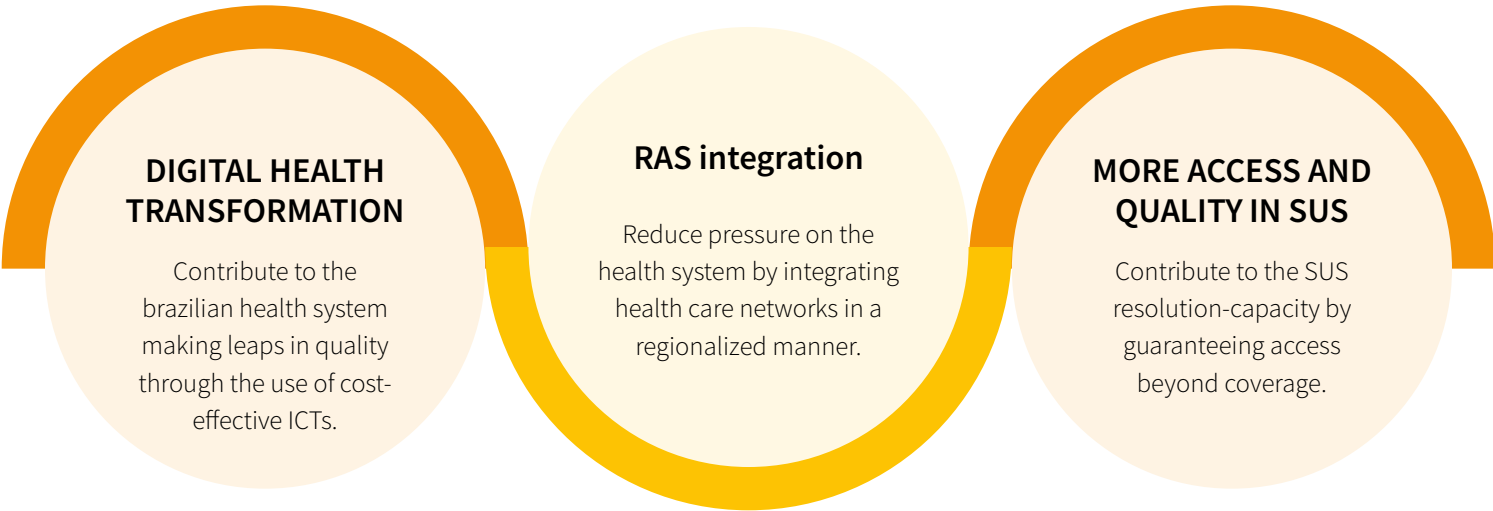 DIGITAL HEALTH
TRANSFORMATION
Contribute to the
brazilian health system
making leaps in quality
through the use of cost-
effective ICTs.
RAS integration
Reduce pressure on the
health system by integrating
health care networks in a
regionalized manner.
MORE ACCESS AND
QUALITY IN SUS
Contribute to the SUS
resolution-capacity by
guaranteeing access
beyond coverage.